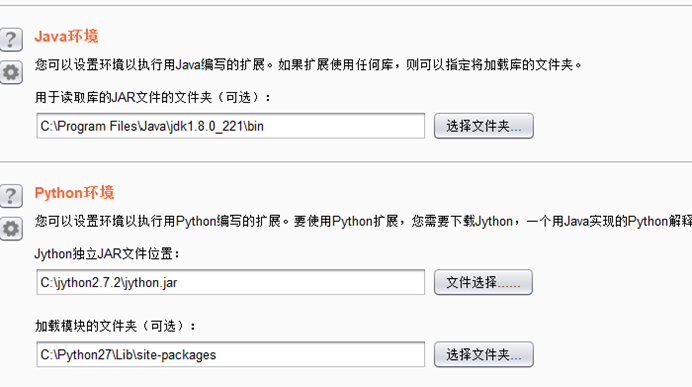 Java环境
您可以设置环境以执行用Java编写的扩展。如果扩展使用任何库，则可以指定将加载库的文件夹。
用于读取库的JAR文件的文件夹（可选）：
C:\Program Files\Java\jdk1.8.0_221\bin 选择文件夹...
Python环境
您可以设置环境以执行用Python编写的扩展。要使用Python扩展，您需要下载Jython，一个用Java实现的Python解释
Jython独立JAR文件位置：
C:\jython2.7.2\jython.jar 文件选择......
加载模块的文件夹（可选）：
C:\Python27\Lib\site-packages 选择文件夹...